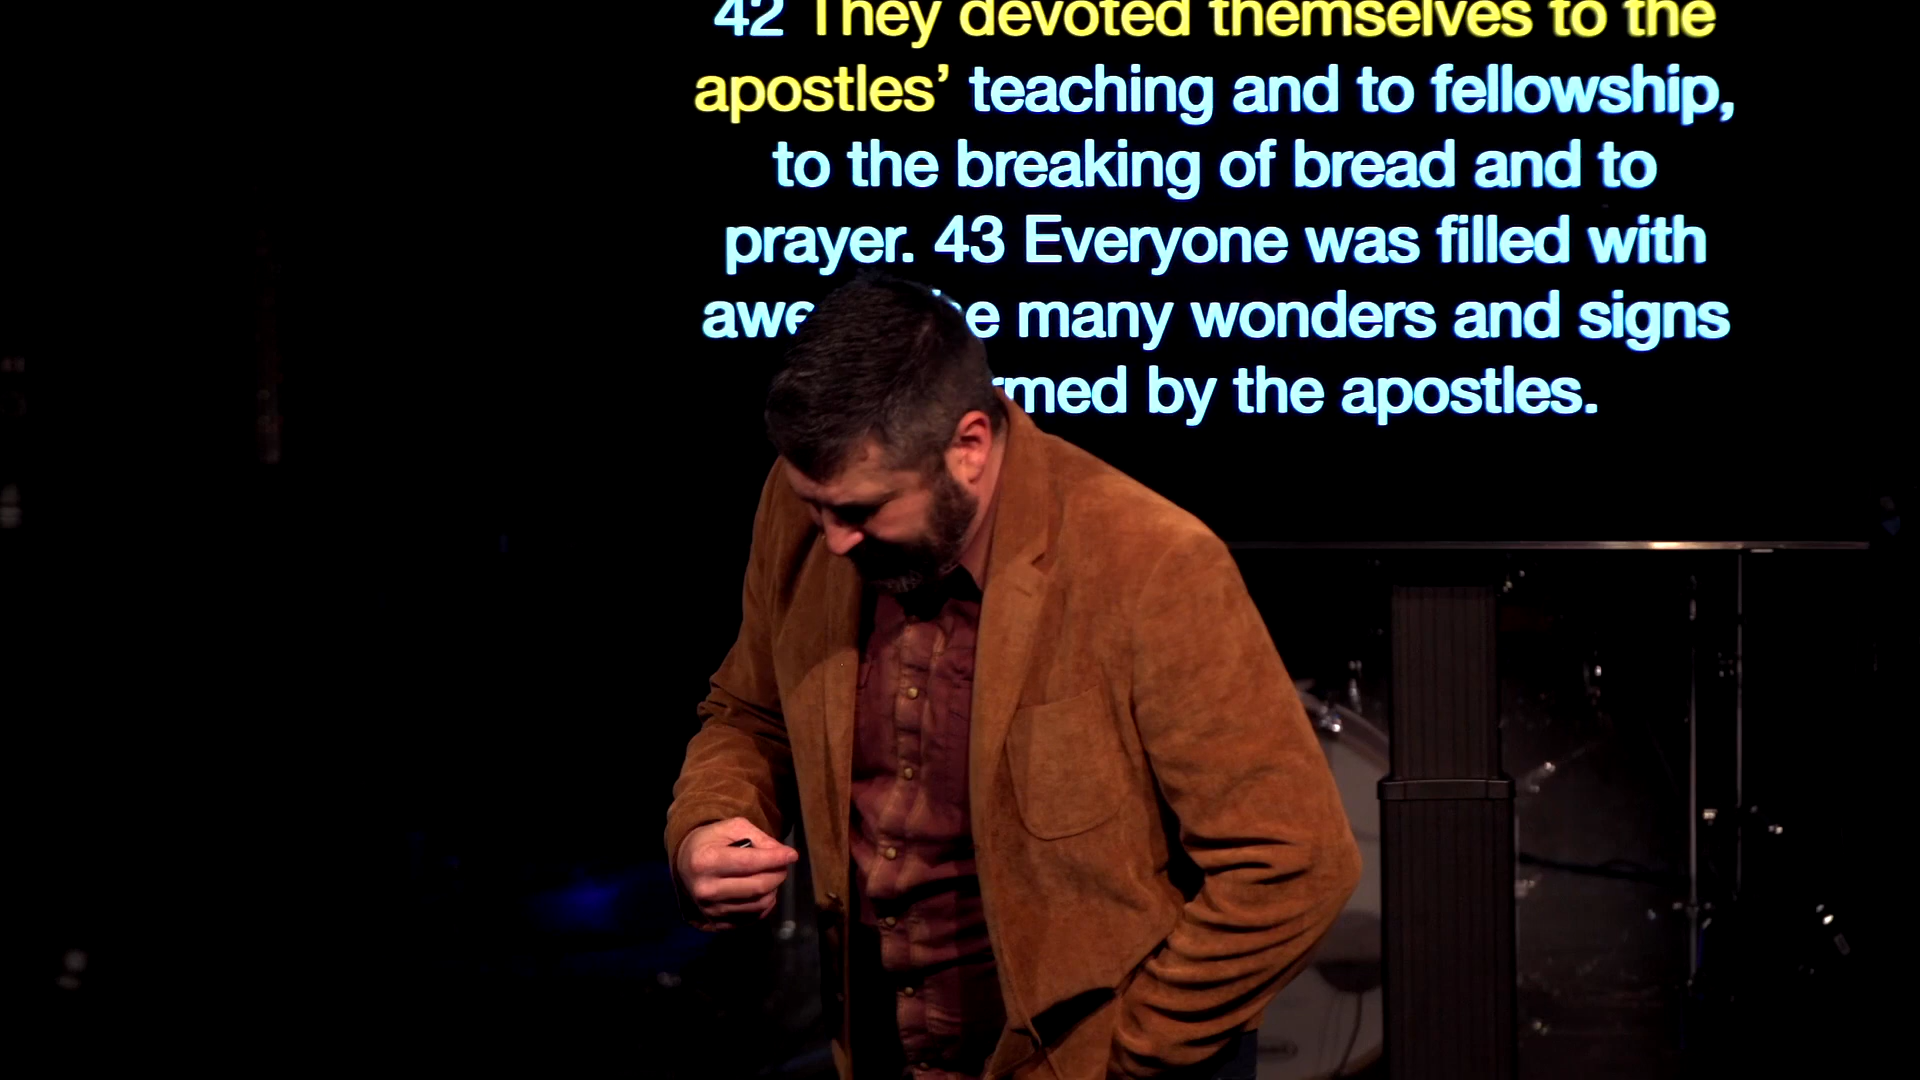 42 They devoted themselves to the
apostles’ teaching and to fellowship,
to the breaking of bread and to
prayer. 43 Everyone was filled with
awe many wonders and signs
by the apostles.